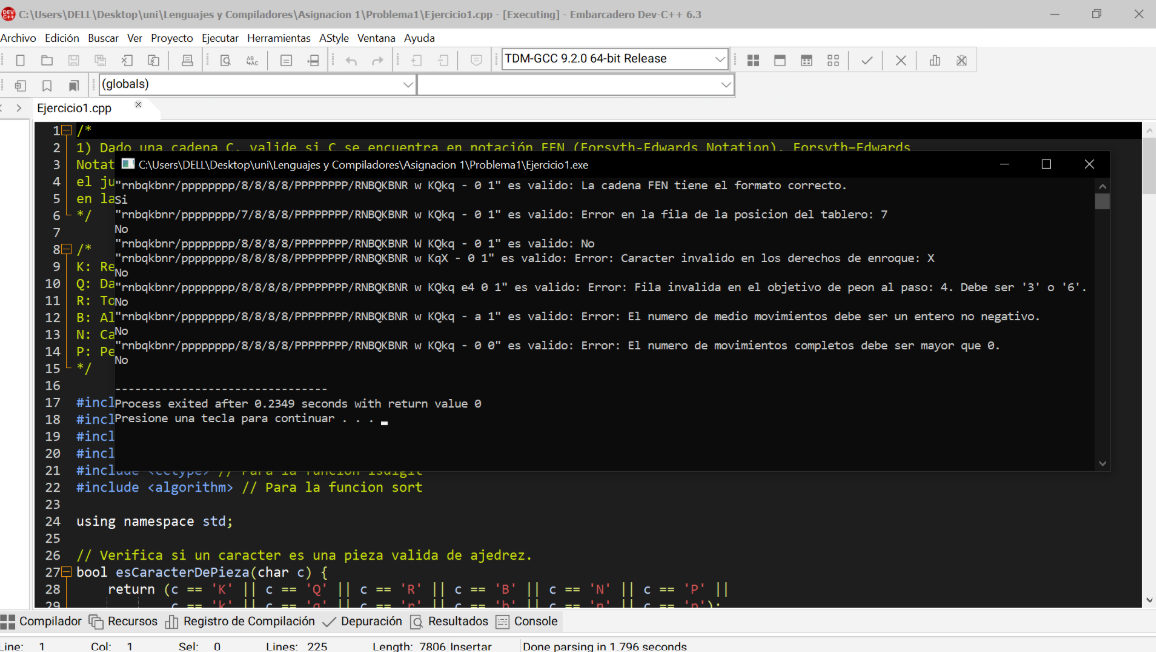 C:\Users\DELL\Desktop\uni\Lenguajes y Compiladores\Asignacion 1\Problema1\Ejercicio1.cpp - [Executing] - Embarcadero Dev-C++ 6.3
Archivo Edición Buscar Ver Proyecto Ejecutar Herramientas AStyle Ventana Ayuda
TDM-GCC 9.2.0 64-bit Release
(globals)
Ejercicio1.cpp
1 /*
2 1) Dado una cadena C, valide si C se encuentra en notación FEN (Forsyth-Edwards Notation). Forsyth-Edwards
3 Notat
4 el ju
5 en la
6 */
7
8 /*
9 K: Re
10 Q: Da
11 R: To
12 B: Al
13 N: Ca
14 P: Pe
15 */
16
17 #incl
18 #incl
19 #incl
20 #incl
21 #include <cctype> // Para la funcion isdigit
22 #include <algorithm> // Para la funcion sort
23
24 using namespace std;
25
26 // Verifica si un caracter es una pieza valida de ajedrez.
27 bool esCaracterDePieza(char c) {
28 return (c == 'K' || c == 'Q' || c == 'R' || c == 'B' || c == 'N' || c == 'P' ||
29 c == 'k' || c == 'q' || c == 'r' || c == 'b' || c == 'n' || c == 'p');
C:\Users\DELL\Desktop\uni\Lenguajes y Compiladores\Asignacion 1\Problema1\Ejercicio1.exe
"rnbqkbnr/pppppppp/8/8/8/8/PPPPPPPP/RNBQKBNR w KQkq - 0 1" es valido: La cadena FEN tiene el formato correcto.
Si
"rnbqkbnr/pppppppp/7/8/8/8/PPPPPPPP/RNBQKBNR w KQkq - 0 1" es valido: Error en la fila de la posicion del tablero: 7
No
"rnbqkbnr/pppppppp/8/8/8/8/PPPPPPPP/RNBQKBNR W KQkq - 0 1" es valido: No
"rnbqkbnr/pppppppp/8/8/8/8/PPPPPPPP/RNBQKBNR w KqX - 0 1" es valido: Error: Caracter invalido en los derechos de enroque: X
No
"rnbqkbnr/pppppppp/8/8/8/8/PPPPPPPP/RNBQKBNR w KQkq e4 0 1" es valido: Error: Fila invalida en el objetivo de peon al paso: 4. Debe ser '3' o '6'.
No
"rnbqkbnr/pppppppp/8/8/8/8/PPPPPPPP/RNBQKBNR w KQkq - a 1" es valido: Error: El numero de medio movimientos debe ser un entero no negativo.
No
"rnbqkbnr/pppppppp/8/8/8/8/PPPPPPPP/RNBQKBNR w KQkq - 0 0" es valido: Error: El numero de movimientos completos debe ser mayor que 0.
No
--------------------------------
Process exited after 0.2349 seconds with return value 0
Presione una tecla para continuar . . .
Compilador Recursos Registro de Compilación Depuración Resultados Console
Line: 1 Col: 1 Sel: 0 Lines: 225 Length: 7806 Insertar Done parsing in 1.796 seconds